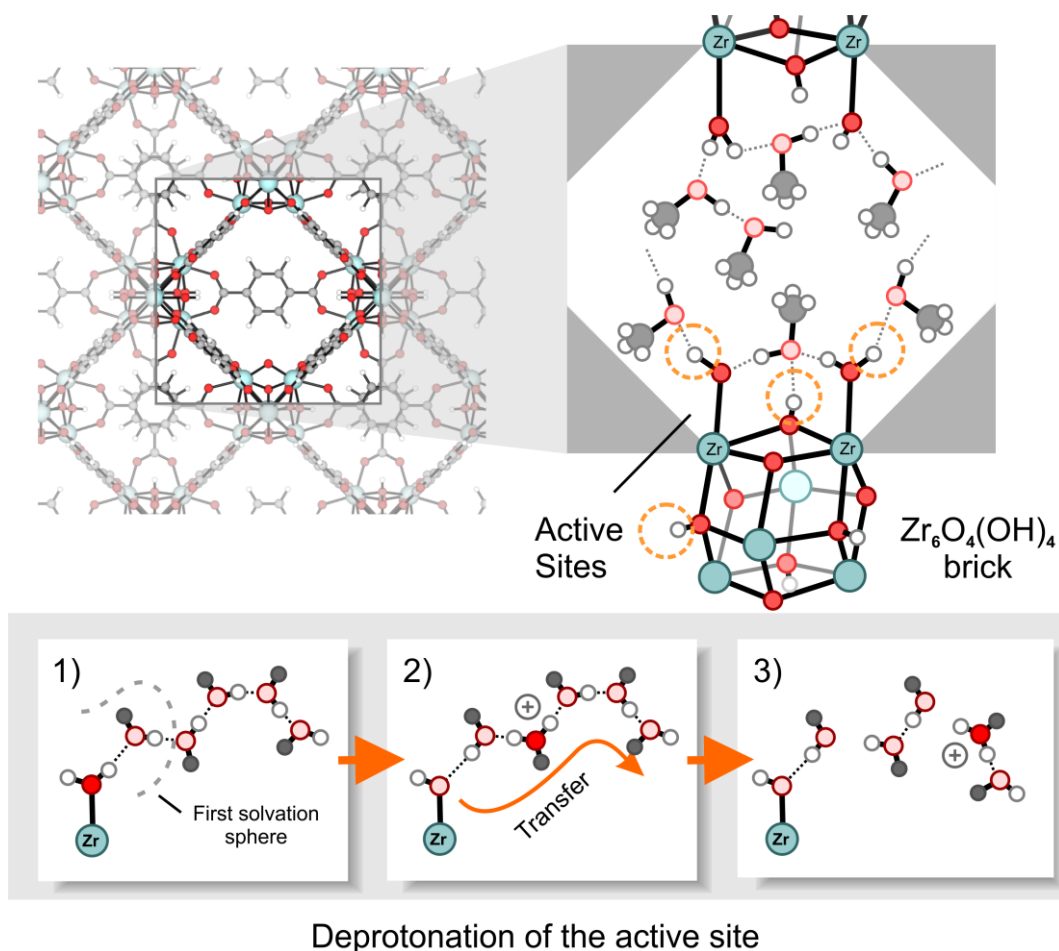 Zr
Zr
Zr
Zr
Active
Sites
Zr₆O₄(OH)₄
brick
1)
First solvation
sphere
Zr
2)
+
Transfer
Zr
3)
+
Zr
Deprotonation of the active site